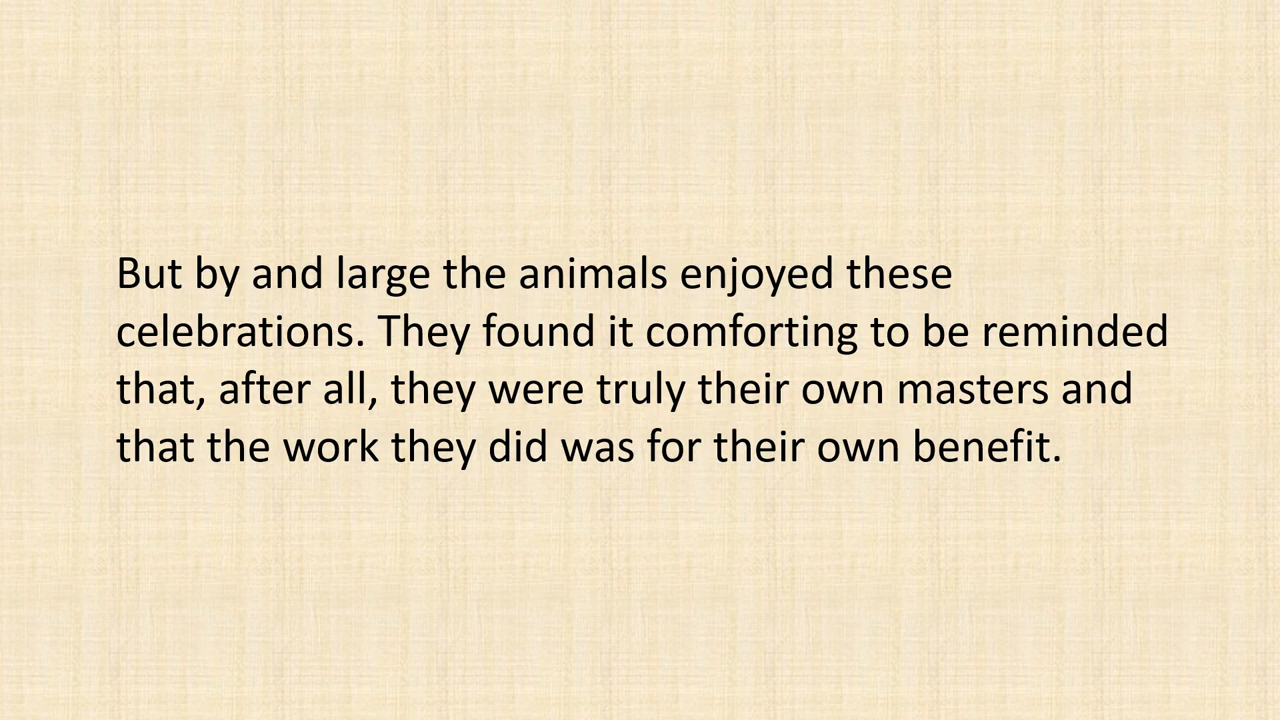 But by and large the animals enjoyed these
celebrations. They found it comforting to be reminded
that, after all, they were truly their own masters and
that the work they did was for their own benefit.